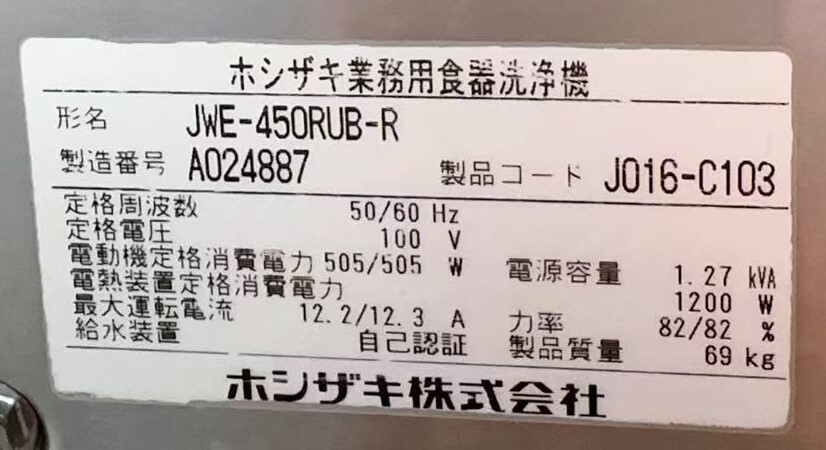 ホシザキ業務用食器洗浄機
形名 JWE-450RUB-R
製造番号 A024887 製品コード J016-C103
定格周波数 50/60 Hz
定格電圧 100 V
電動機定格消費電力 505/505 W 電源容量 1.27 kVA
電熱装置定格消費電力 1200 W
最大運転電流 12.2/12.3 A 力率 82/82 %
給水装置 自己認証 製品質量 69 kg
ホシザキ株式会社